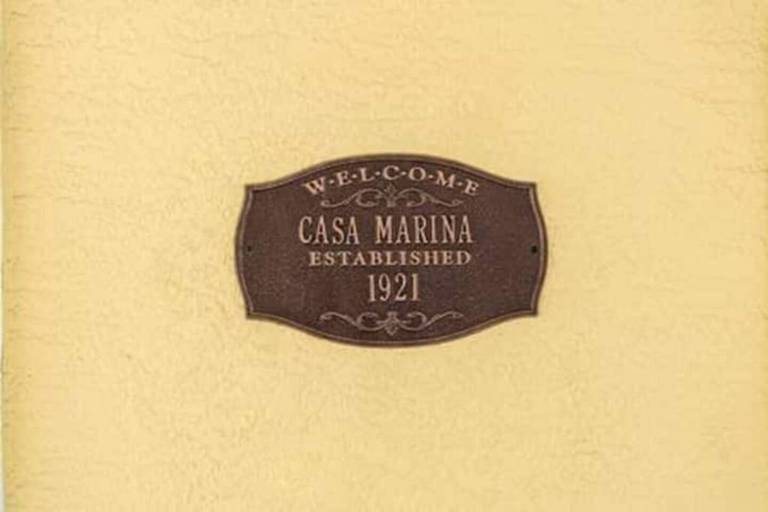 W·E·L·C·O·M·E
CASA MARINA
ESTABLISHED
1921